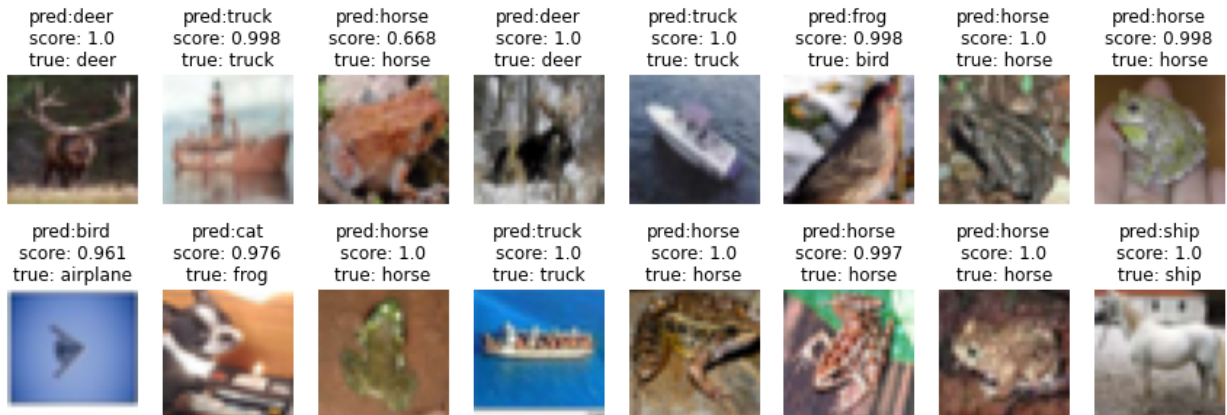 pred:deer
score: 1.0
true: deer
pred:truck
score: 0.998
true: truck
pred:horse
score: 0.668
true: horse
pred:deer
score: 1.0
true: deer
pred:truck
score: 1.0
true: truck
pred:frog
score: 0.998
true: bird
pred:horse
score: 1.0
true: horse
pred:horse
score: 0.998
true: horse
pred:bird
score: 0.961
true: airplane
pred:cat
score: 0.976
true: frog
pred:horse
score: 1.0
true: horse
pred:truck
score: 1.0
true: truck
pred:horse
score: 1.0
true: horse
pred:horse
score: 0.997
true: horse
pred:horse
score: 1.0
true: horse
pred:ship
score: 1.0
true: ship